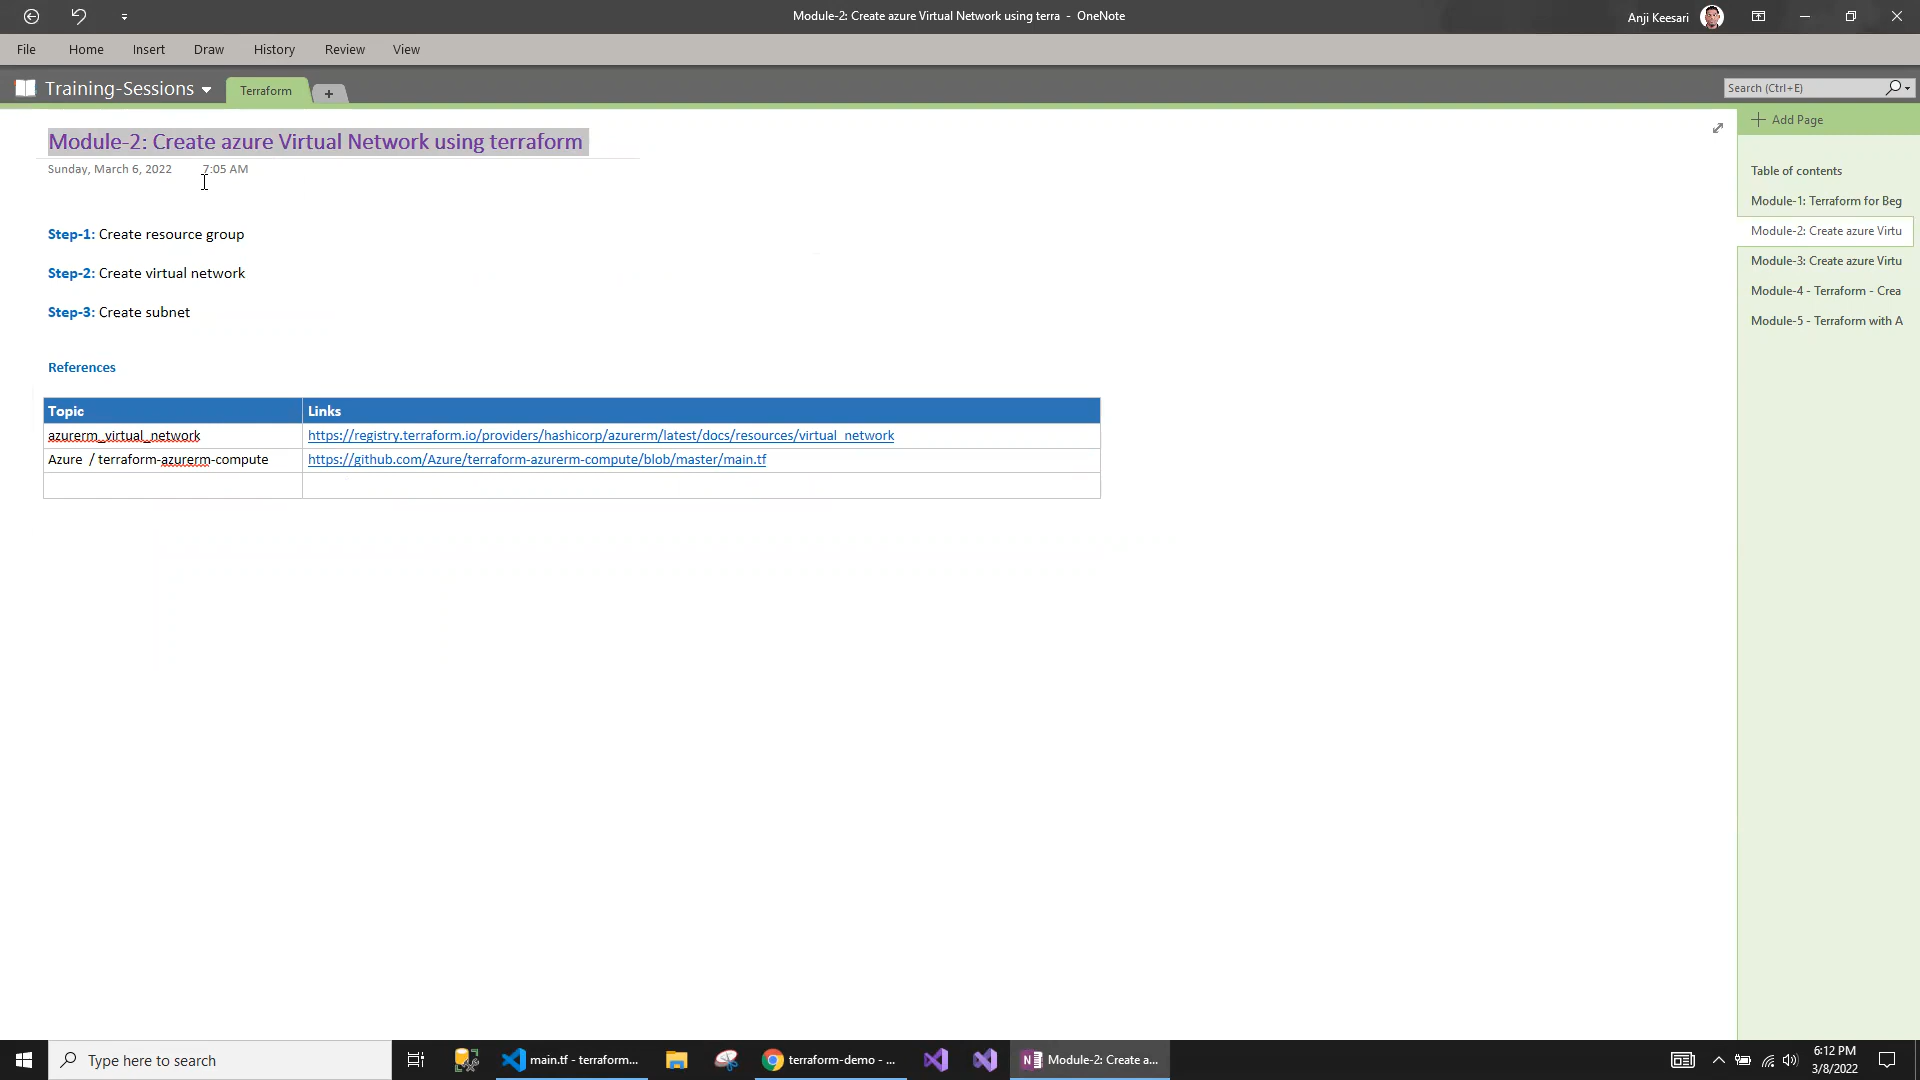 Module-2: Create azure Virtual Network using terra - OneNote
Anji Keesari
File Home Insert Draw History Review View
Training-Sessions
Terraform
+
Search (Ctrl+E)
Module-2: Create azure Virtual Network using terraform
Sunday, March 6, 2022 7:05 AM
Step-1: Create resource group
Step-2: Create virtual network
Step-3: Create subnet
References
Topic Links
azurerm_virtual_network https://registry.terraform.io/providers/hashicorp/azurerm/latest/docs/resources/virtual_network
Azure / terraform-azurerm-compute https://github.com/Azure/terraform-azurerm-compute/blob/master/main.tf
Add Page
Table of contents
Module-1: Terraform for Beg
Module-2: Create azure Virtu
Module-3: Create azure Virtu
Module-4 - Terraform - Crea
Module-5 - Terraform with A
Type here to search
main.tf - terraform...
terraform-demo - ...
Module-2: Create a...
6:12 PM
3/8/2022